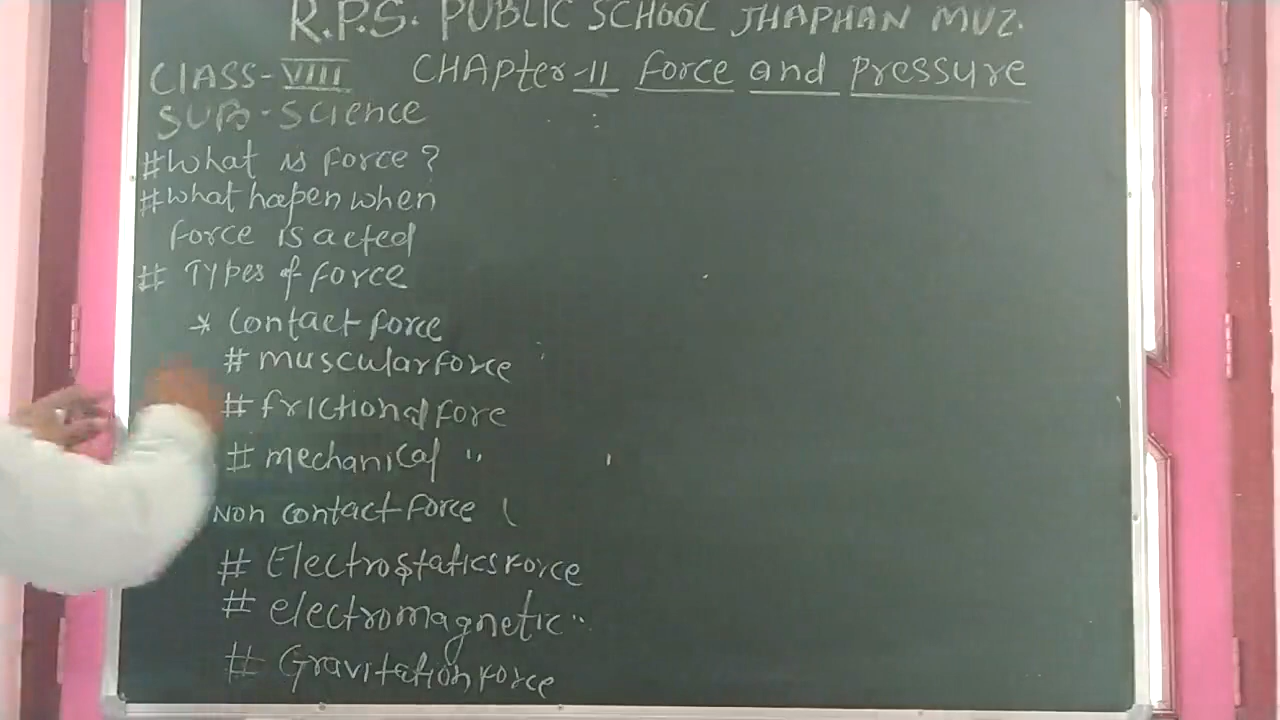 R.P.S. PUBLIC SCHOOL JHAPHAN MUZ.
CLASS-VIII CHAPter-11 force and pressure
SUB-Science
#What is force?
#what hapen when
force is acted
# Types of force
* Contact force
# muscular force
# frictional fore
# mechanical "
Non contact force (
# Electrostatics force
# electromagnetic "
# Gravitation force